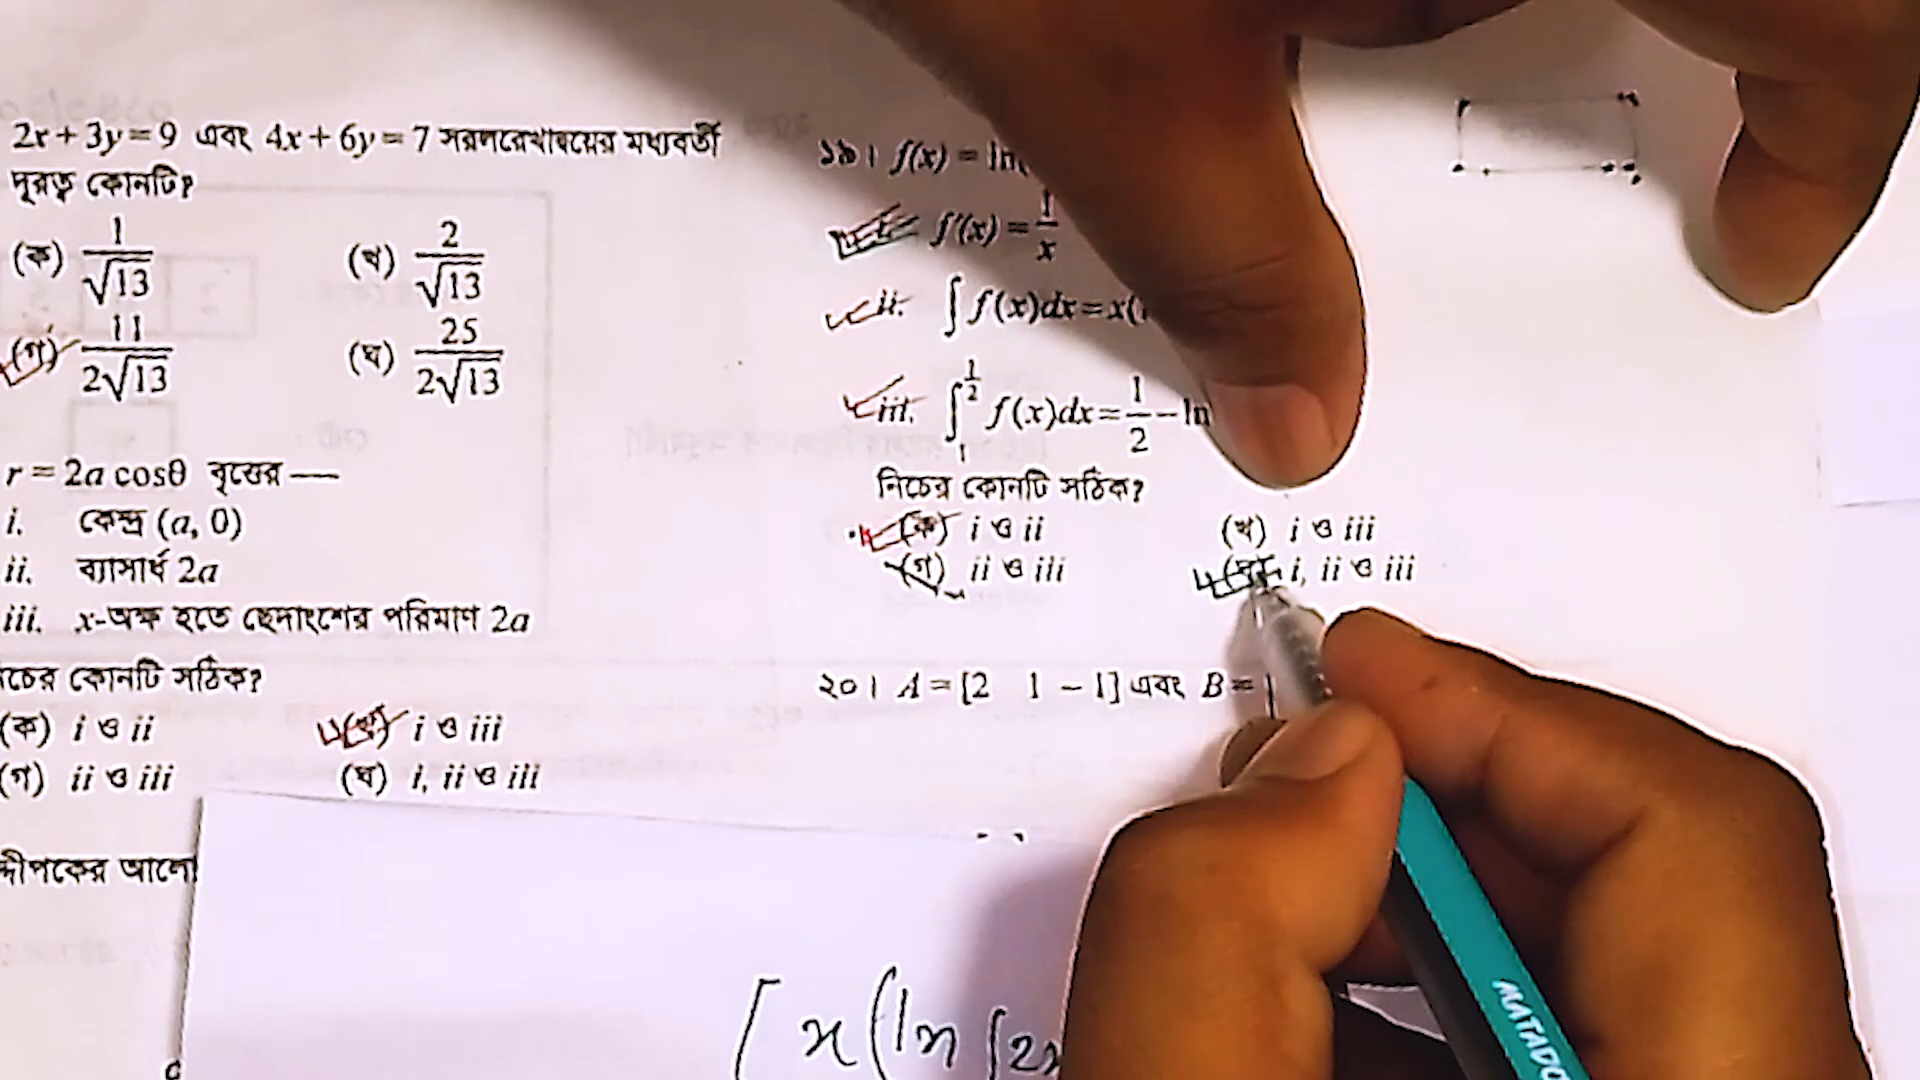 2x + 3y = 9 এবং 4x + 6y = 7 সরলরেখাদ্বয়ের মধ্যবর্তী
দূরত্ব কোনটি?
(ক) 1/√13 (খ) 2/√13
(গ) 11/2√13 (ঘ) 25/2√13
r = 2a cosθ বৃত্তের —
i. কেন্দ্র (a, 0)
ii. ব্যাসার্ধ 2a
iii. x-অক্ষ হতে ছেদাংশের পরিমাণ 2a
কোনটি সঠিক?
(ক) i ও ii (খ) i ও iii
(গ) ii ও iii (ঘ) i, ii ও iii
১৯। f(x) = ln(
i. f′(x) = 1/x
ii. ∫ f(x)dx = x(
iii. ∫₁^½ f(x)dx = 1/2 − ln
নিচের কোনটি সঠিক?
(ক) i ও ii (খ) i ও iii
(গ) ii ও iii (ঘ) i, ii ও iii
২০। A = [2 1 − 1] এবং B =
[ x (ln
MATADO